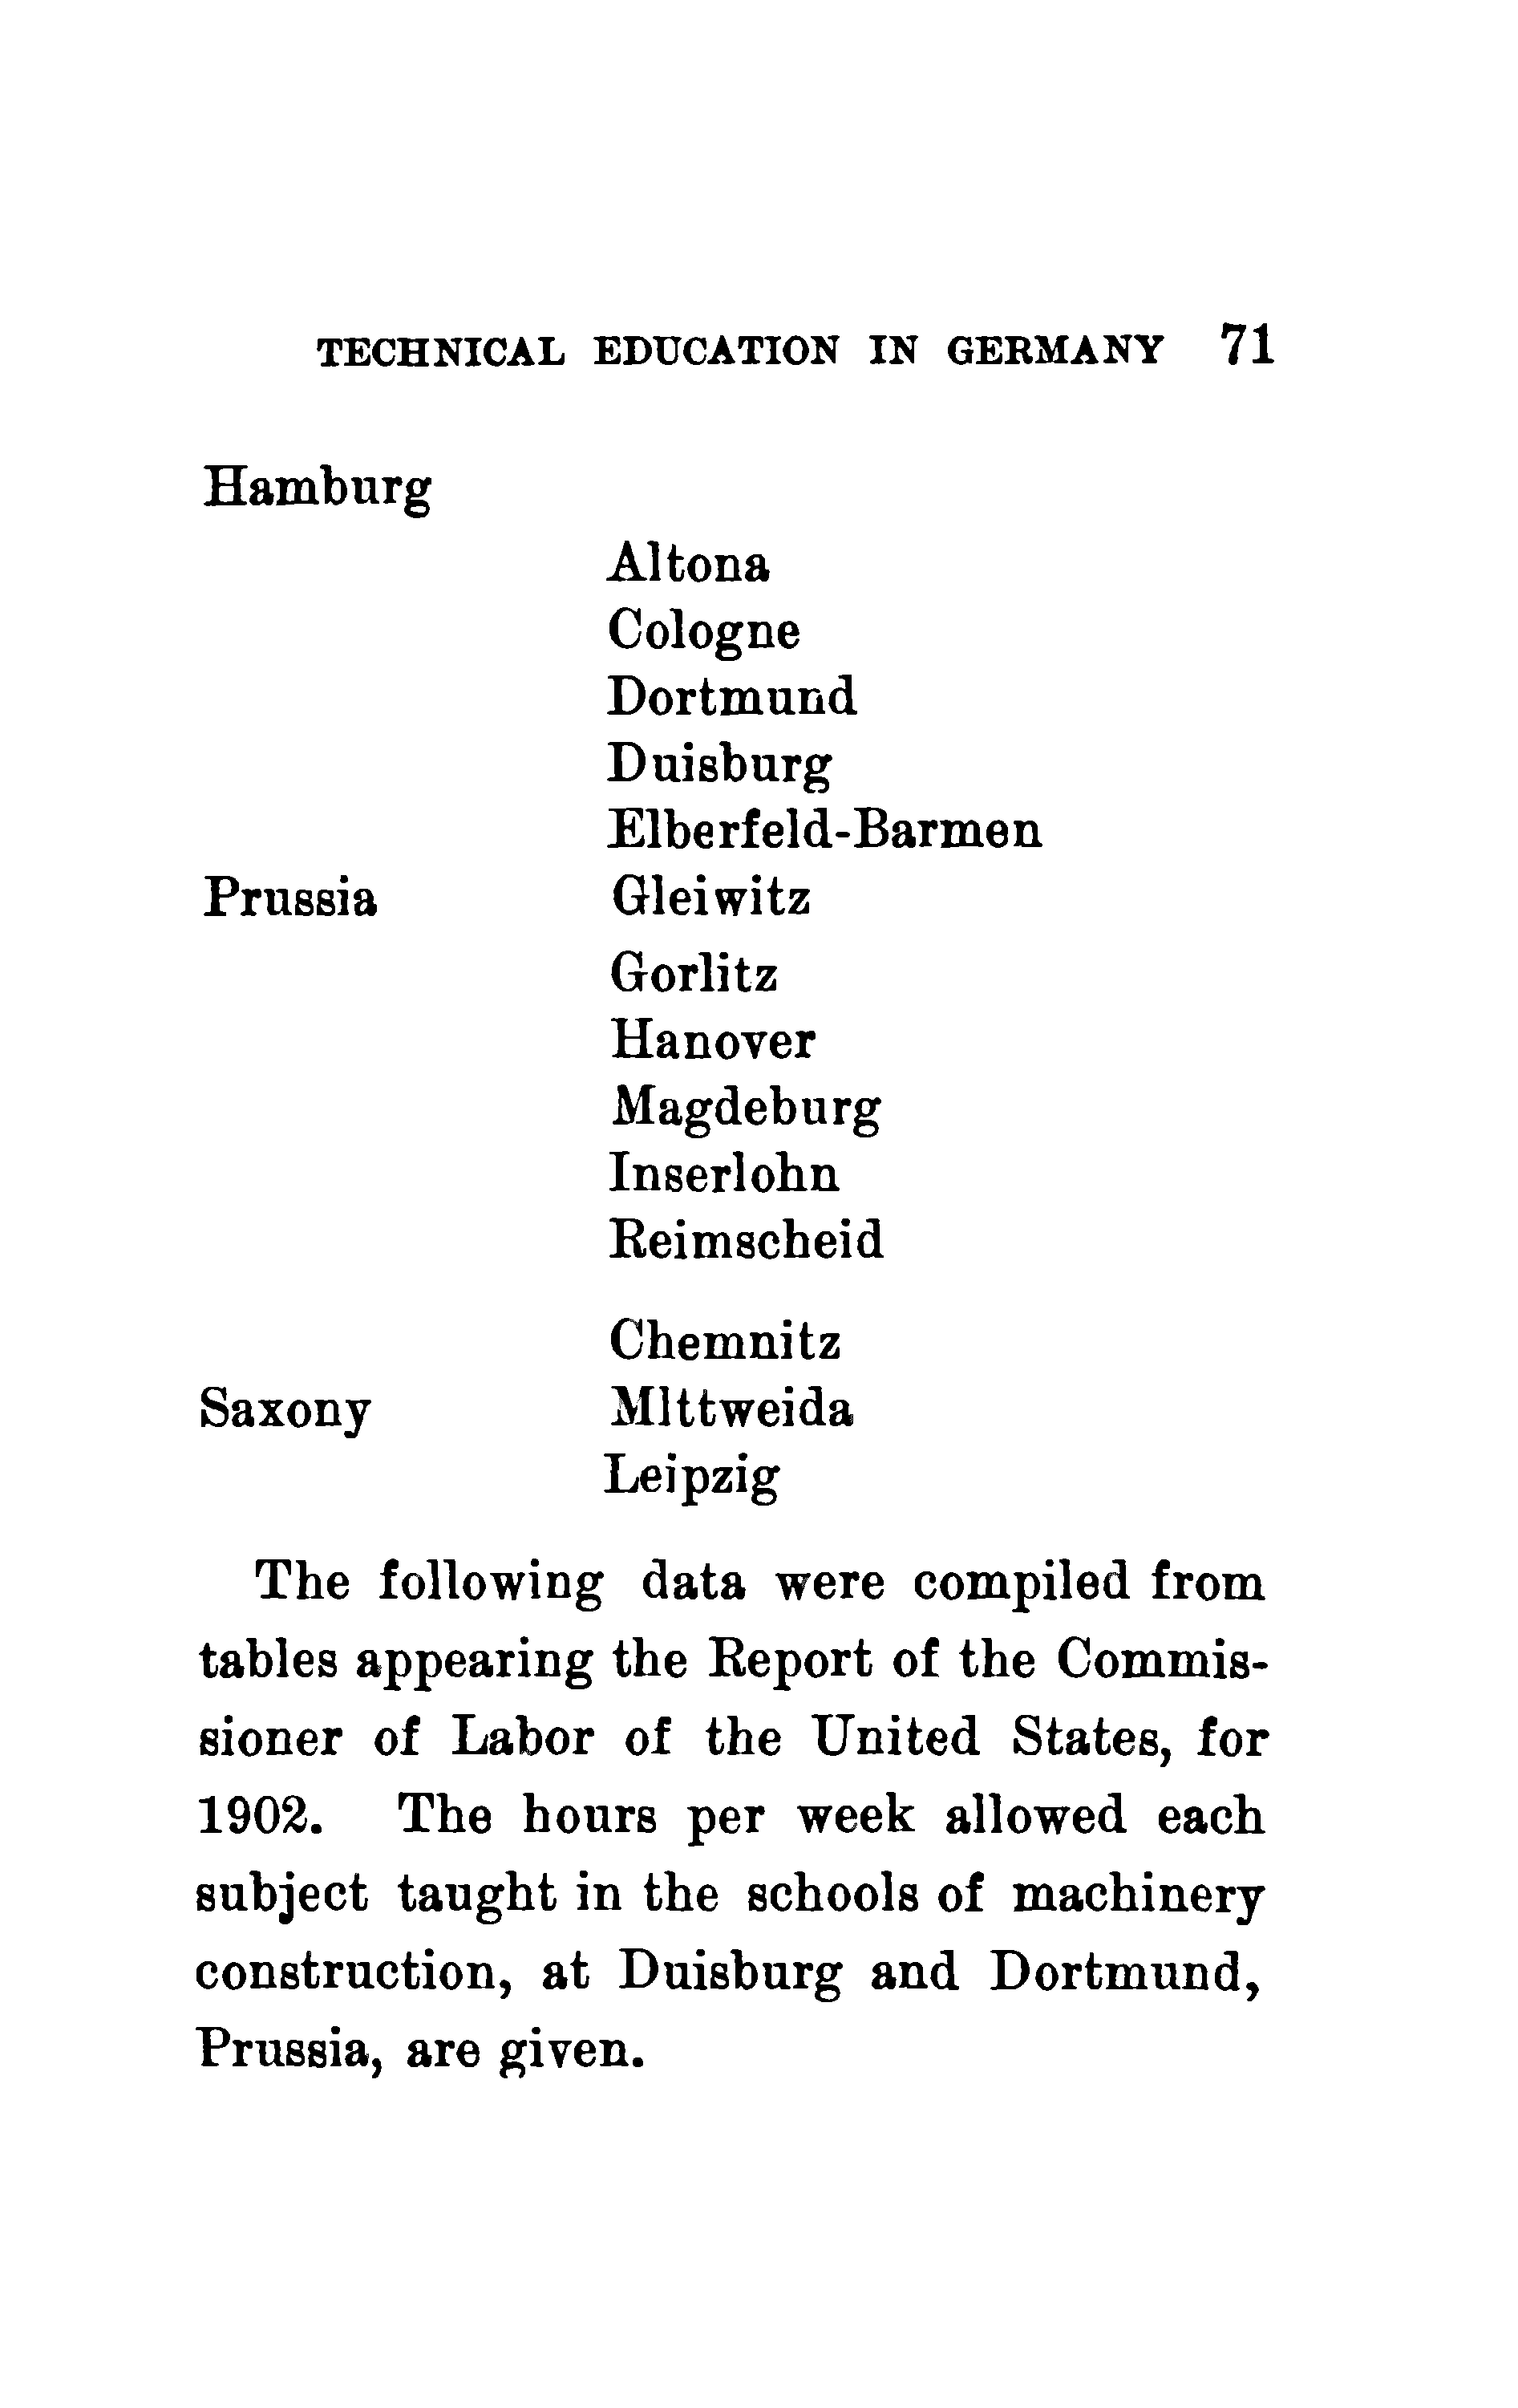 TECHNICAL EDUCATION IN GERMANY 71
Hamburg
Altona
Cologne
Dortmund
Duisburg
Elberfeld-Barmen
Prussia Gleiwitz
Gorlitz
Hanover
Magdeburg
Inserlohn
Reimscheid
Chemnitz
Saxony Mlttweida
Leipzig
The following data were compiled from
tables appearing the Report of the Commis-
sioner of Labor of the United States, for
1902. The hours per week allowed each
subject taught in the schools of machinery
construction, at Duisburg and Dortmund,
Prussia, are given.